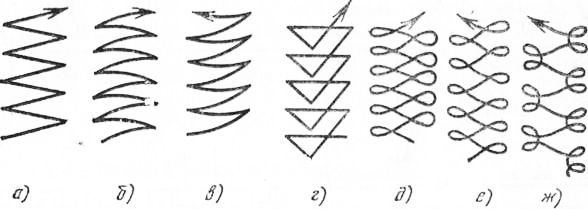 а) б) в) г) д) е) ж)